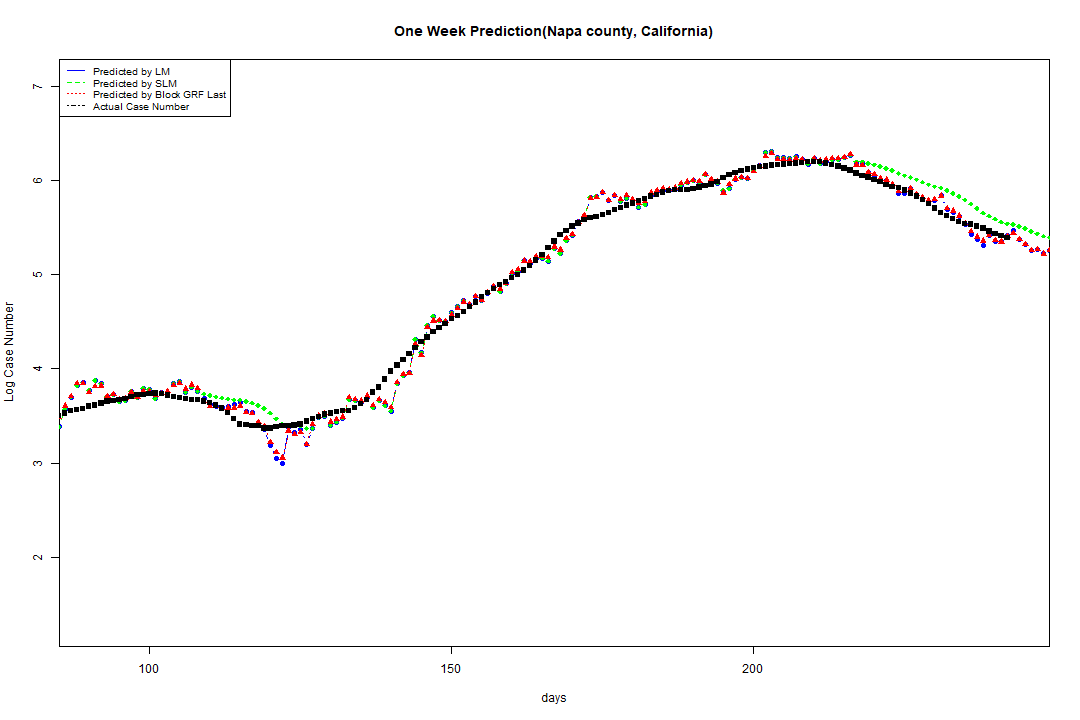 One Week Prediction(Napa county, California)
Predicted by LM
Predicted by SLM
Predicted by Block GRF Last
Actual Case Number
7
6
5
4
3
2
Log Case Number
100 150 200
days